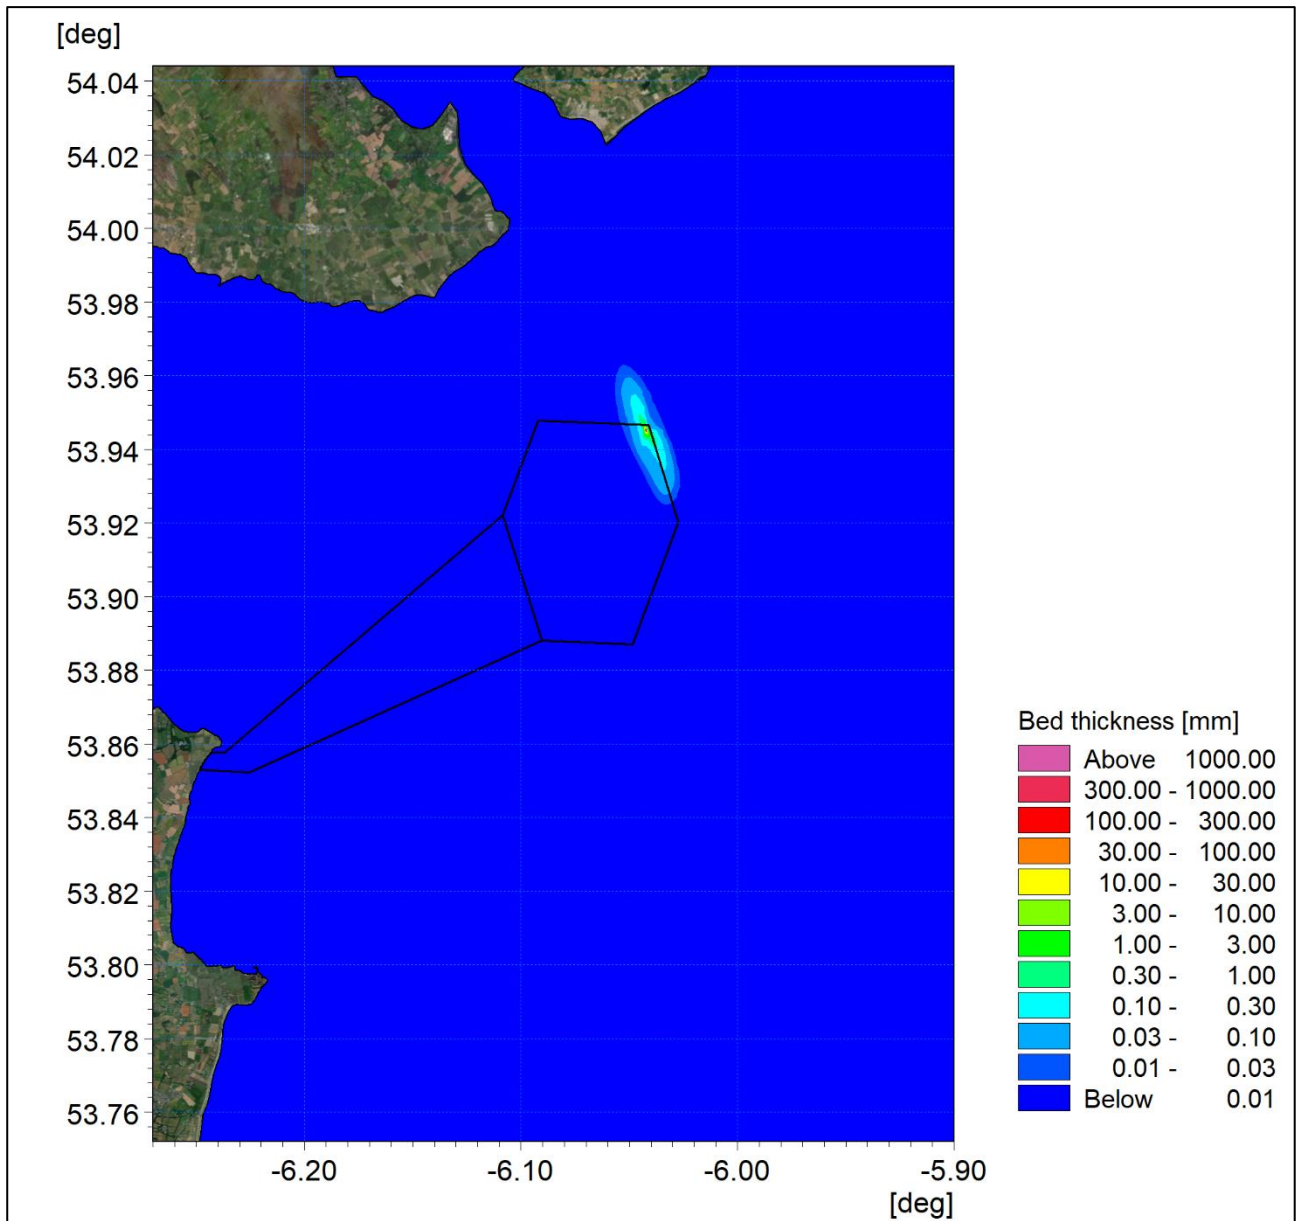 [deg]
54.04
54.02
54.00
53.98
53.96
53.94
53.92
53.90
53.88
53.86
53.84
53.82
53.80
53.78
53.76
-6.20 -6.10 -6.00 -5.90
[deg]
Bed thickness [mm]
Above 1000.00
300.00 - 1000.00
100.00 - 300.00
30.00 - 100.00
10.00 - 30.00
3.00 - 10.00
1.00 - 3.00
0.30 - 1.00
0.10 - 0.30
0.03 - 0.10
0.01 - 0.03
Below 0.01